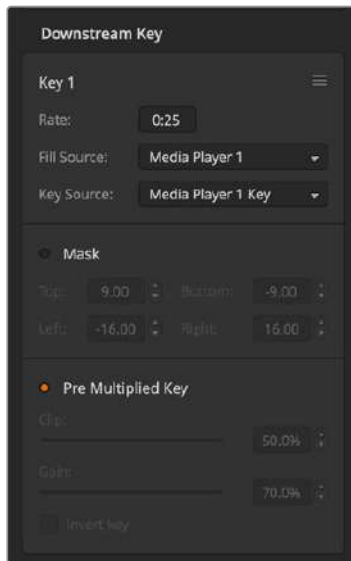 Downstream Key
Key 1
Rate: 0:25
Fill Source: Media Player 1
Key Source: Media Player 1 Key
Mask
Top: 9.00 Bottom: -9.00
Left: -16.00 Right: 16.00
Pre Multiplied Key
Clip:
50.0%
Gain:
70.0%
Invert key